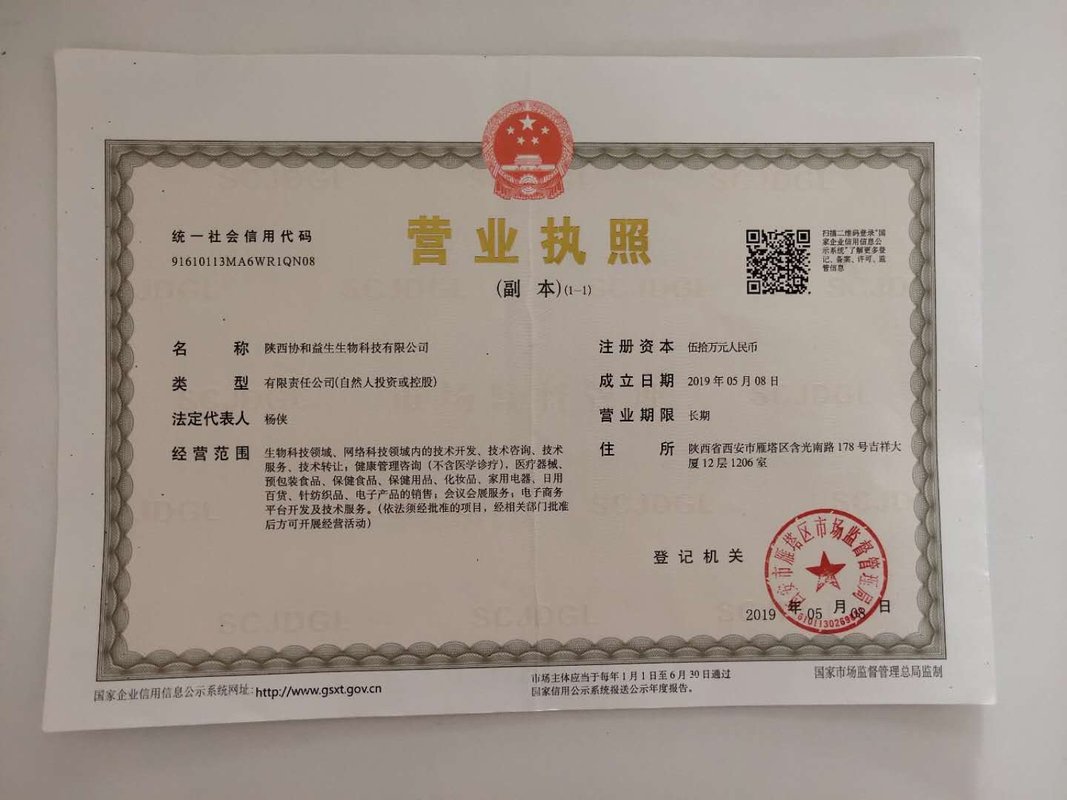 统一社会信用代码
91610113MA6WR1QN08
营业执照
(副 本)(1-1)
扫描二维码登录"国
家企业信用信息公
示系统"了解更多登
记、备案、许可、监
管信息
名 称 陕西协和益生生物科技有限公司
类 型 有限责任公司(自然人投资或控股)
法定代表人 杨侠
经营范围 生物科技领域、网络科技领域内的技术开发、技术咨询、技术
服务、技术转让；健康管理咨询（不含医学诊疗），医疗器械、
预包装食品、保健食品、保健用品、化妆品、家用电器、日用
百货、针纺织品、电子产品的销售；会议会展服务；电子商务
平台开发及技术服务。(依法须经批准的项目，经相关部门批准
后方可开展经营活动)
注册资本 伍拾万元人民币
成立日期 2019年05月08日
营业期限 长期
住 所 陕西省西安市雁塔区含光南路178号吉祥大
厦12层1206室
登记机关
西安市雁塔区市场监督管理局
2019 年 05 月 日
国家企业信用信息公示系统网址:http://www.gsxt.gov.cn
市场主体应当于每年1月1日至6月30日通过
国家信用公示系统报送公示年度报告。
国家市场监督管理总局监制
SCJDGL